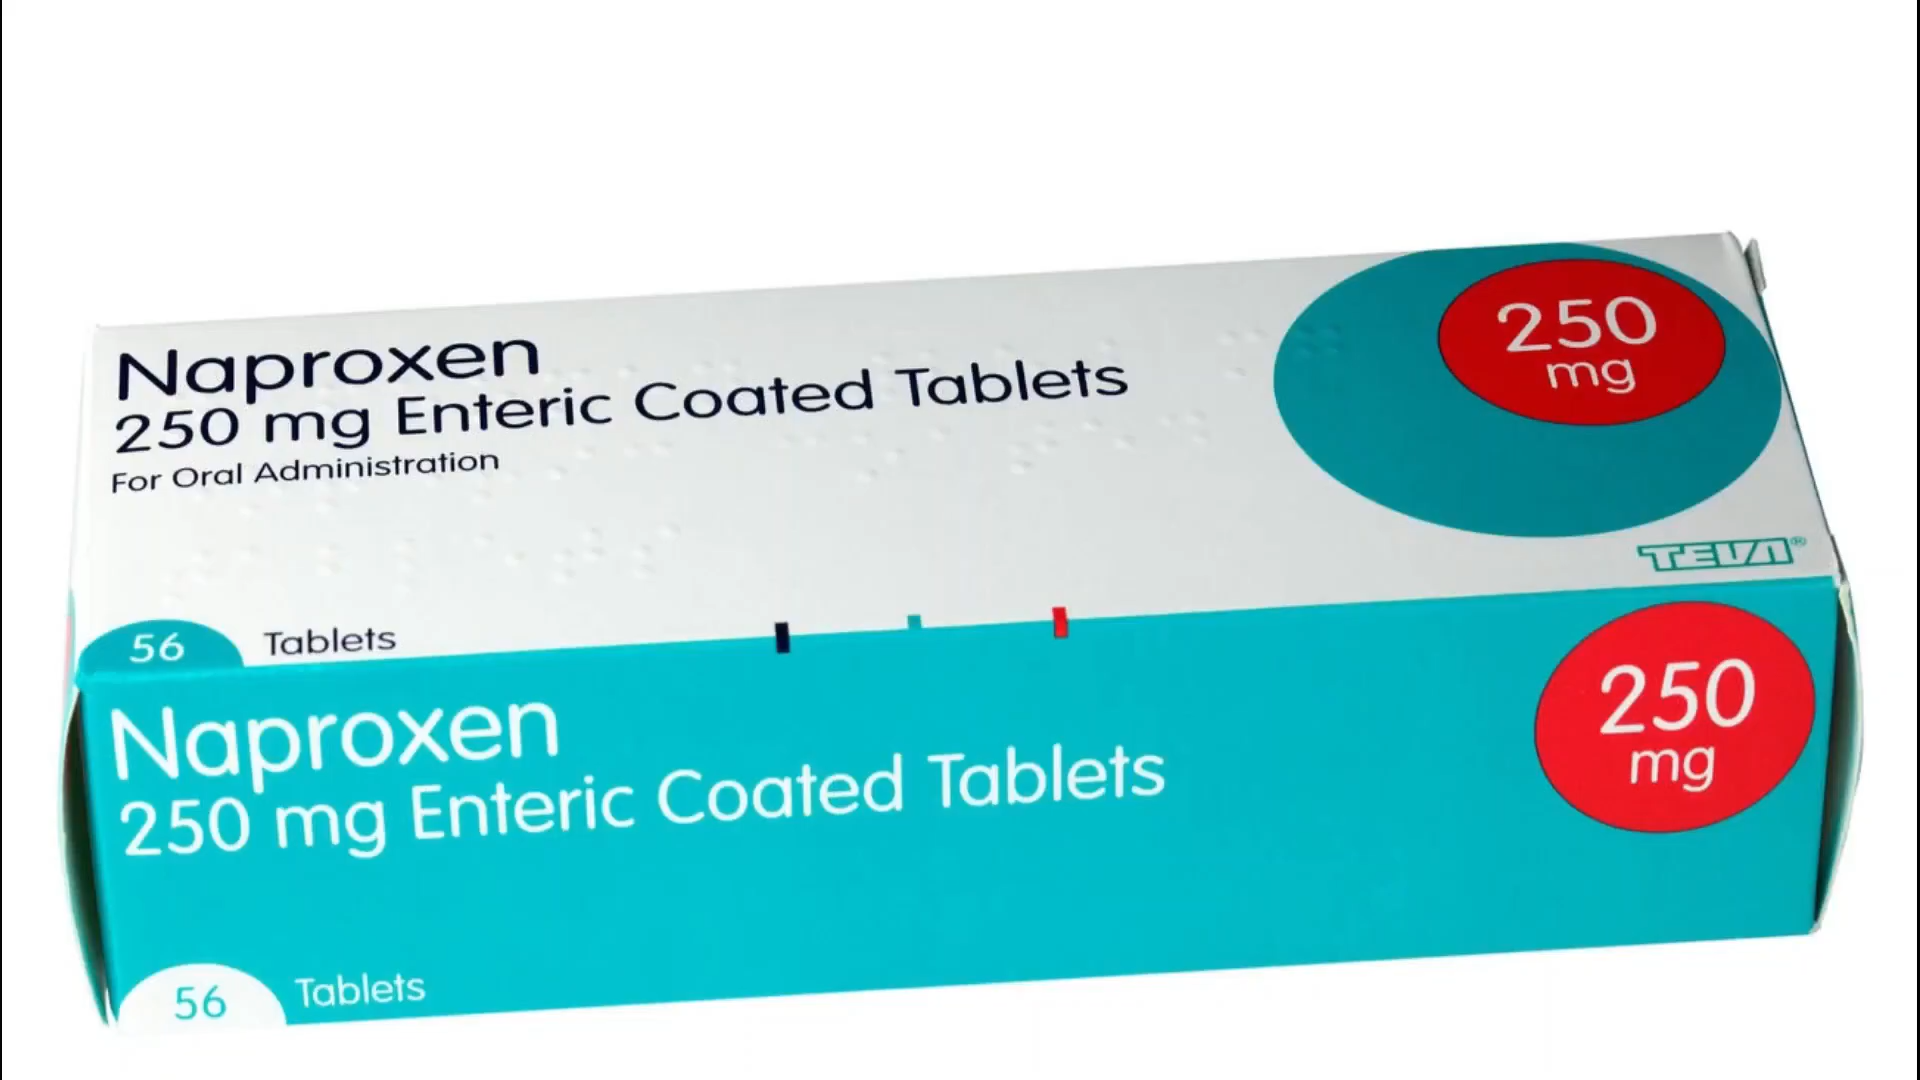 Naproxen
250 mg Enteric Coated Tablets
For Oral Administration
250
mg
TEVA®
56 Tablets
Naproxen
250 mg Enteric Coated Tablets
250
mg
56 Tablets